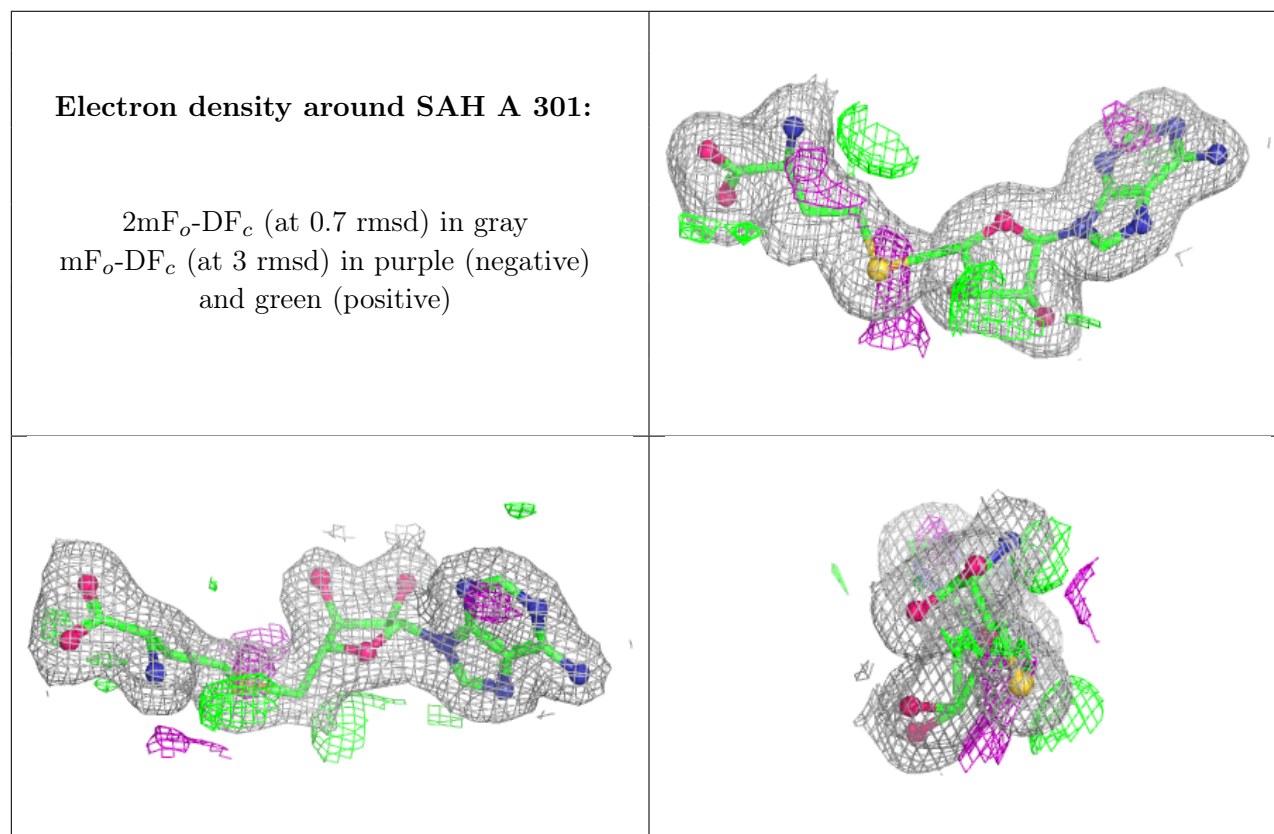 Electron density around SAH A 301:
2mFo-DFc (at 0.7 rmsd) in gray
mFo-DFc (at 3 rmsd) in purple (negative)
and green (positive)